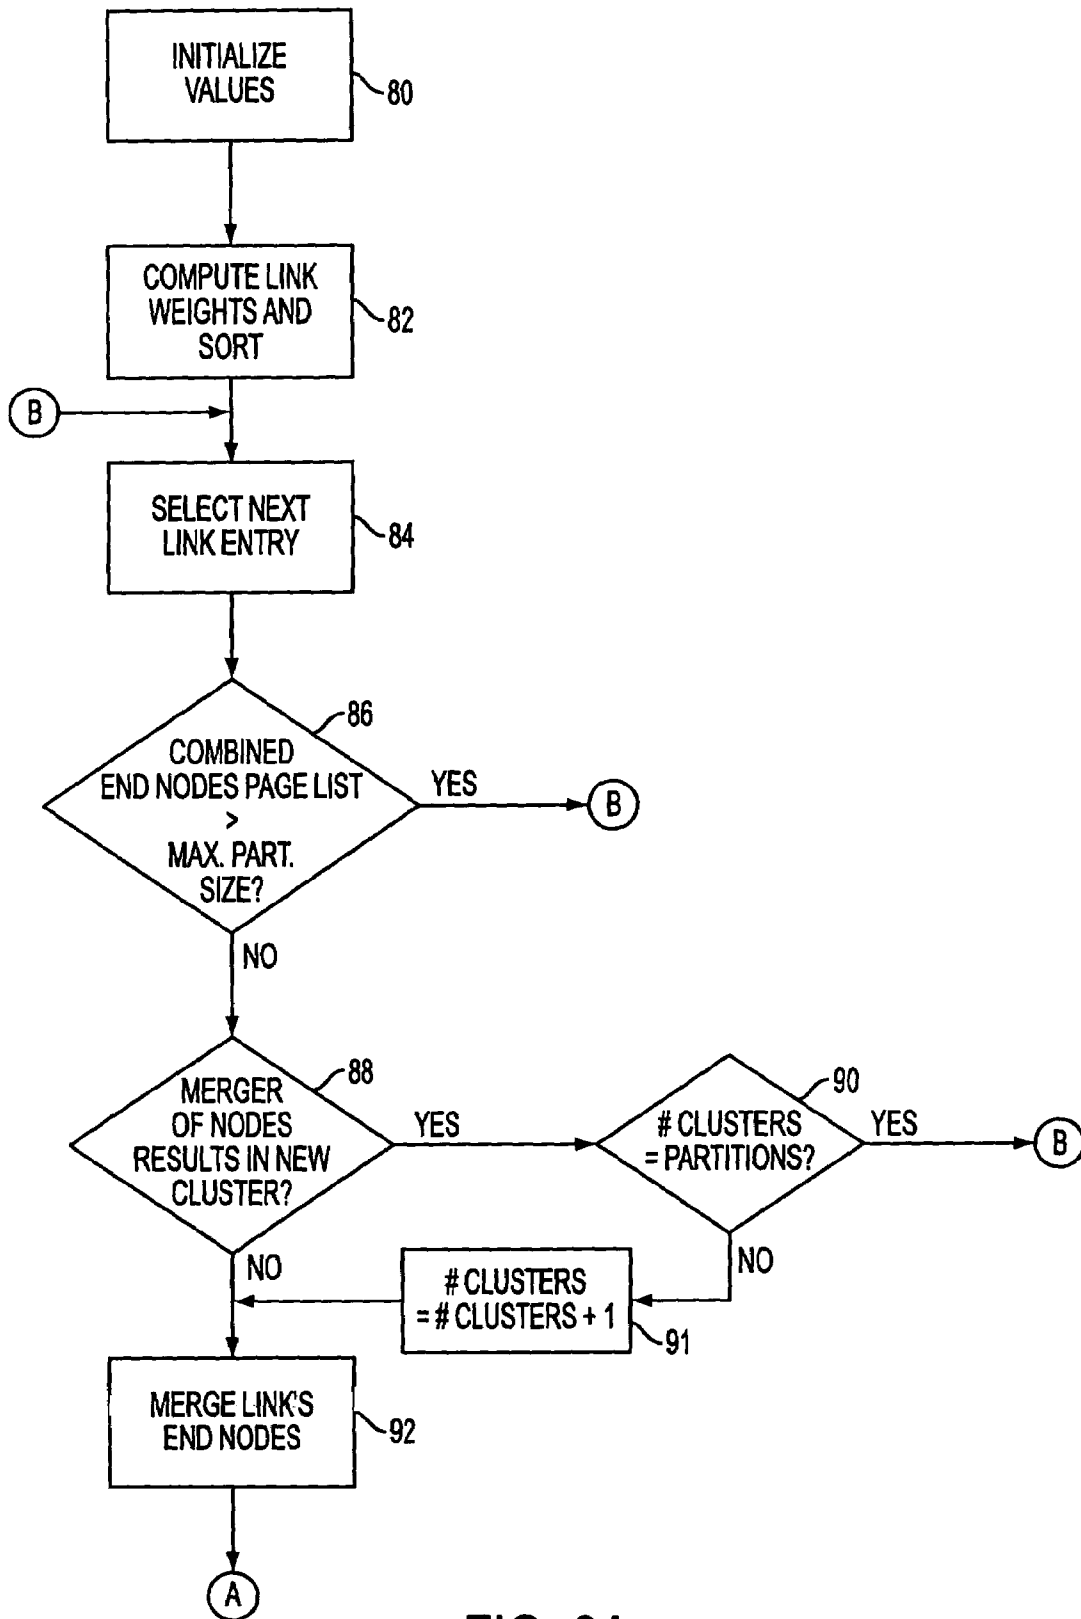 INITIALIZE
VALUES
80
COMPUTE LINK
WEIGHTS AND
SORT
82
B
SELECT NEXT
LINK ENTRY
84
86
COMBINED
END NODES PAGE LIST
>
MAX. PART.
SIZE?
YES
B
NO
88
MERGER
OF NODES
RESULTS IN NEW
CLUSTER?
YES
90
# CLUSTERS
= PARTITIONS?
YES
B
NO
NO
# CLUSTERS
= # CLUSTERS + 1
91
MERGE LINK'S
END NODES
92
A